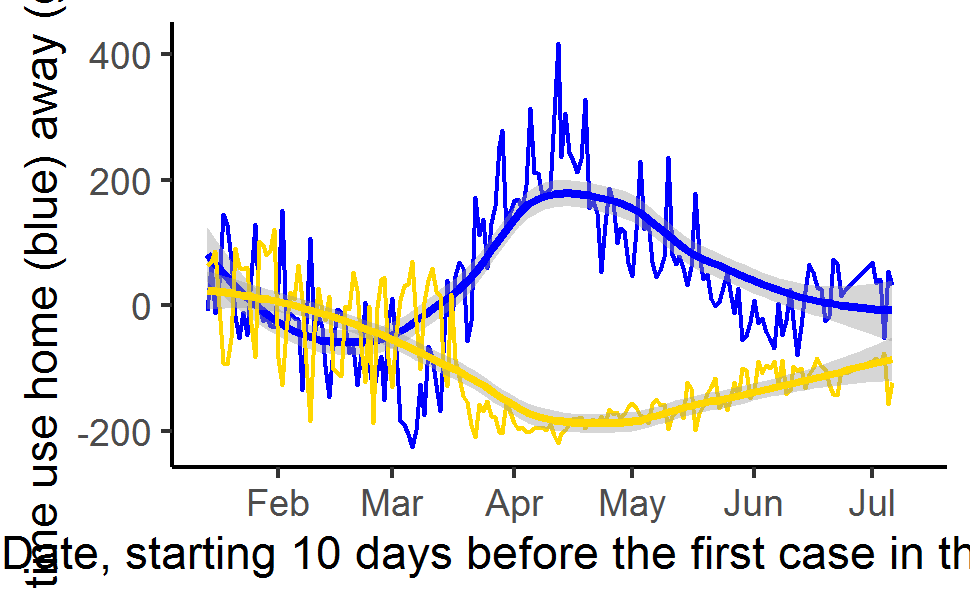 time use home (blue) away (
400
200
0
-200
Feb Mar Apr May Jun Jul
Date, starting 10 days before the first case in th